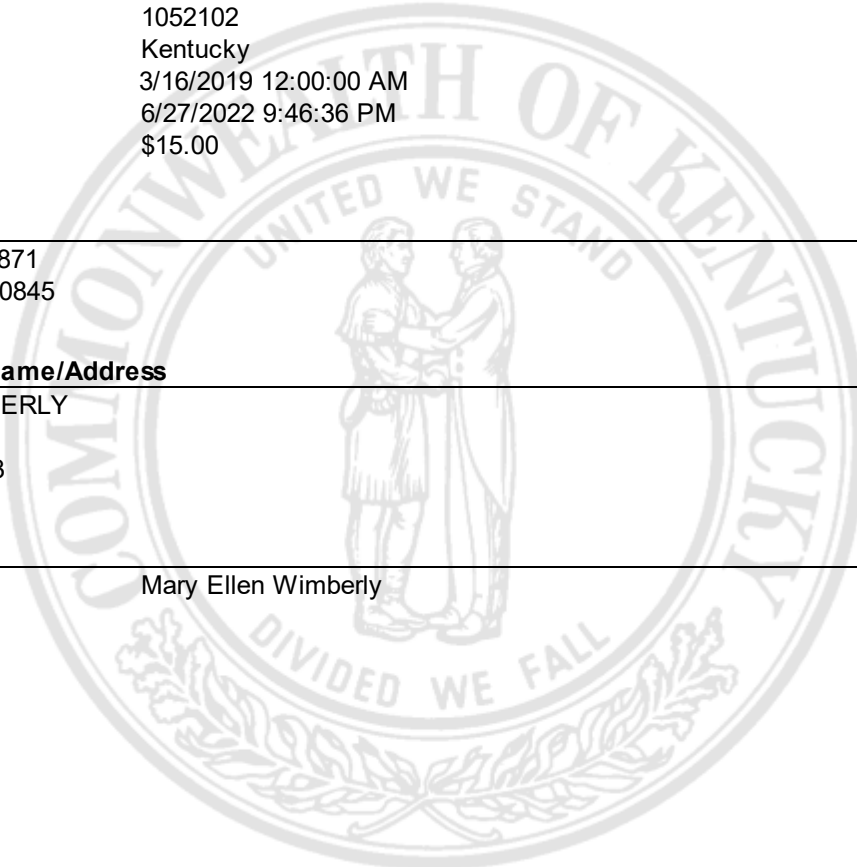 1052102
Kentucky
3/16/2019 12:00:00 AM
6/27/2022 9:46:36 PM
$15.00
COMMONWEALTH OF KENTUCKY
UNITED WE STAND
871
0845
ame/Address
ERLY
3
Mary Ellen Wimberly
DIVIDED WE FALL